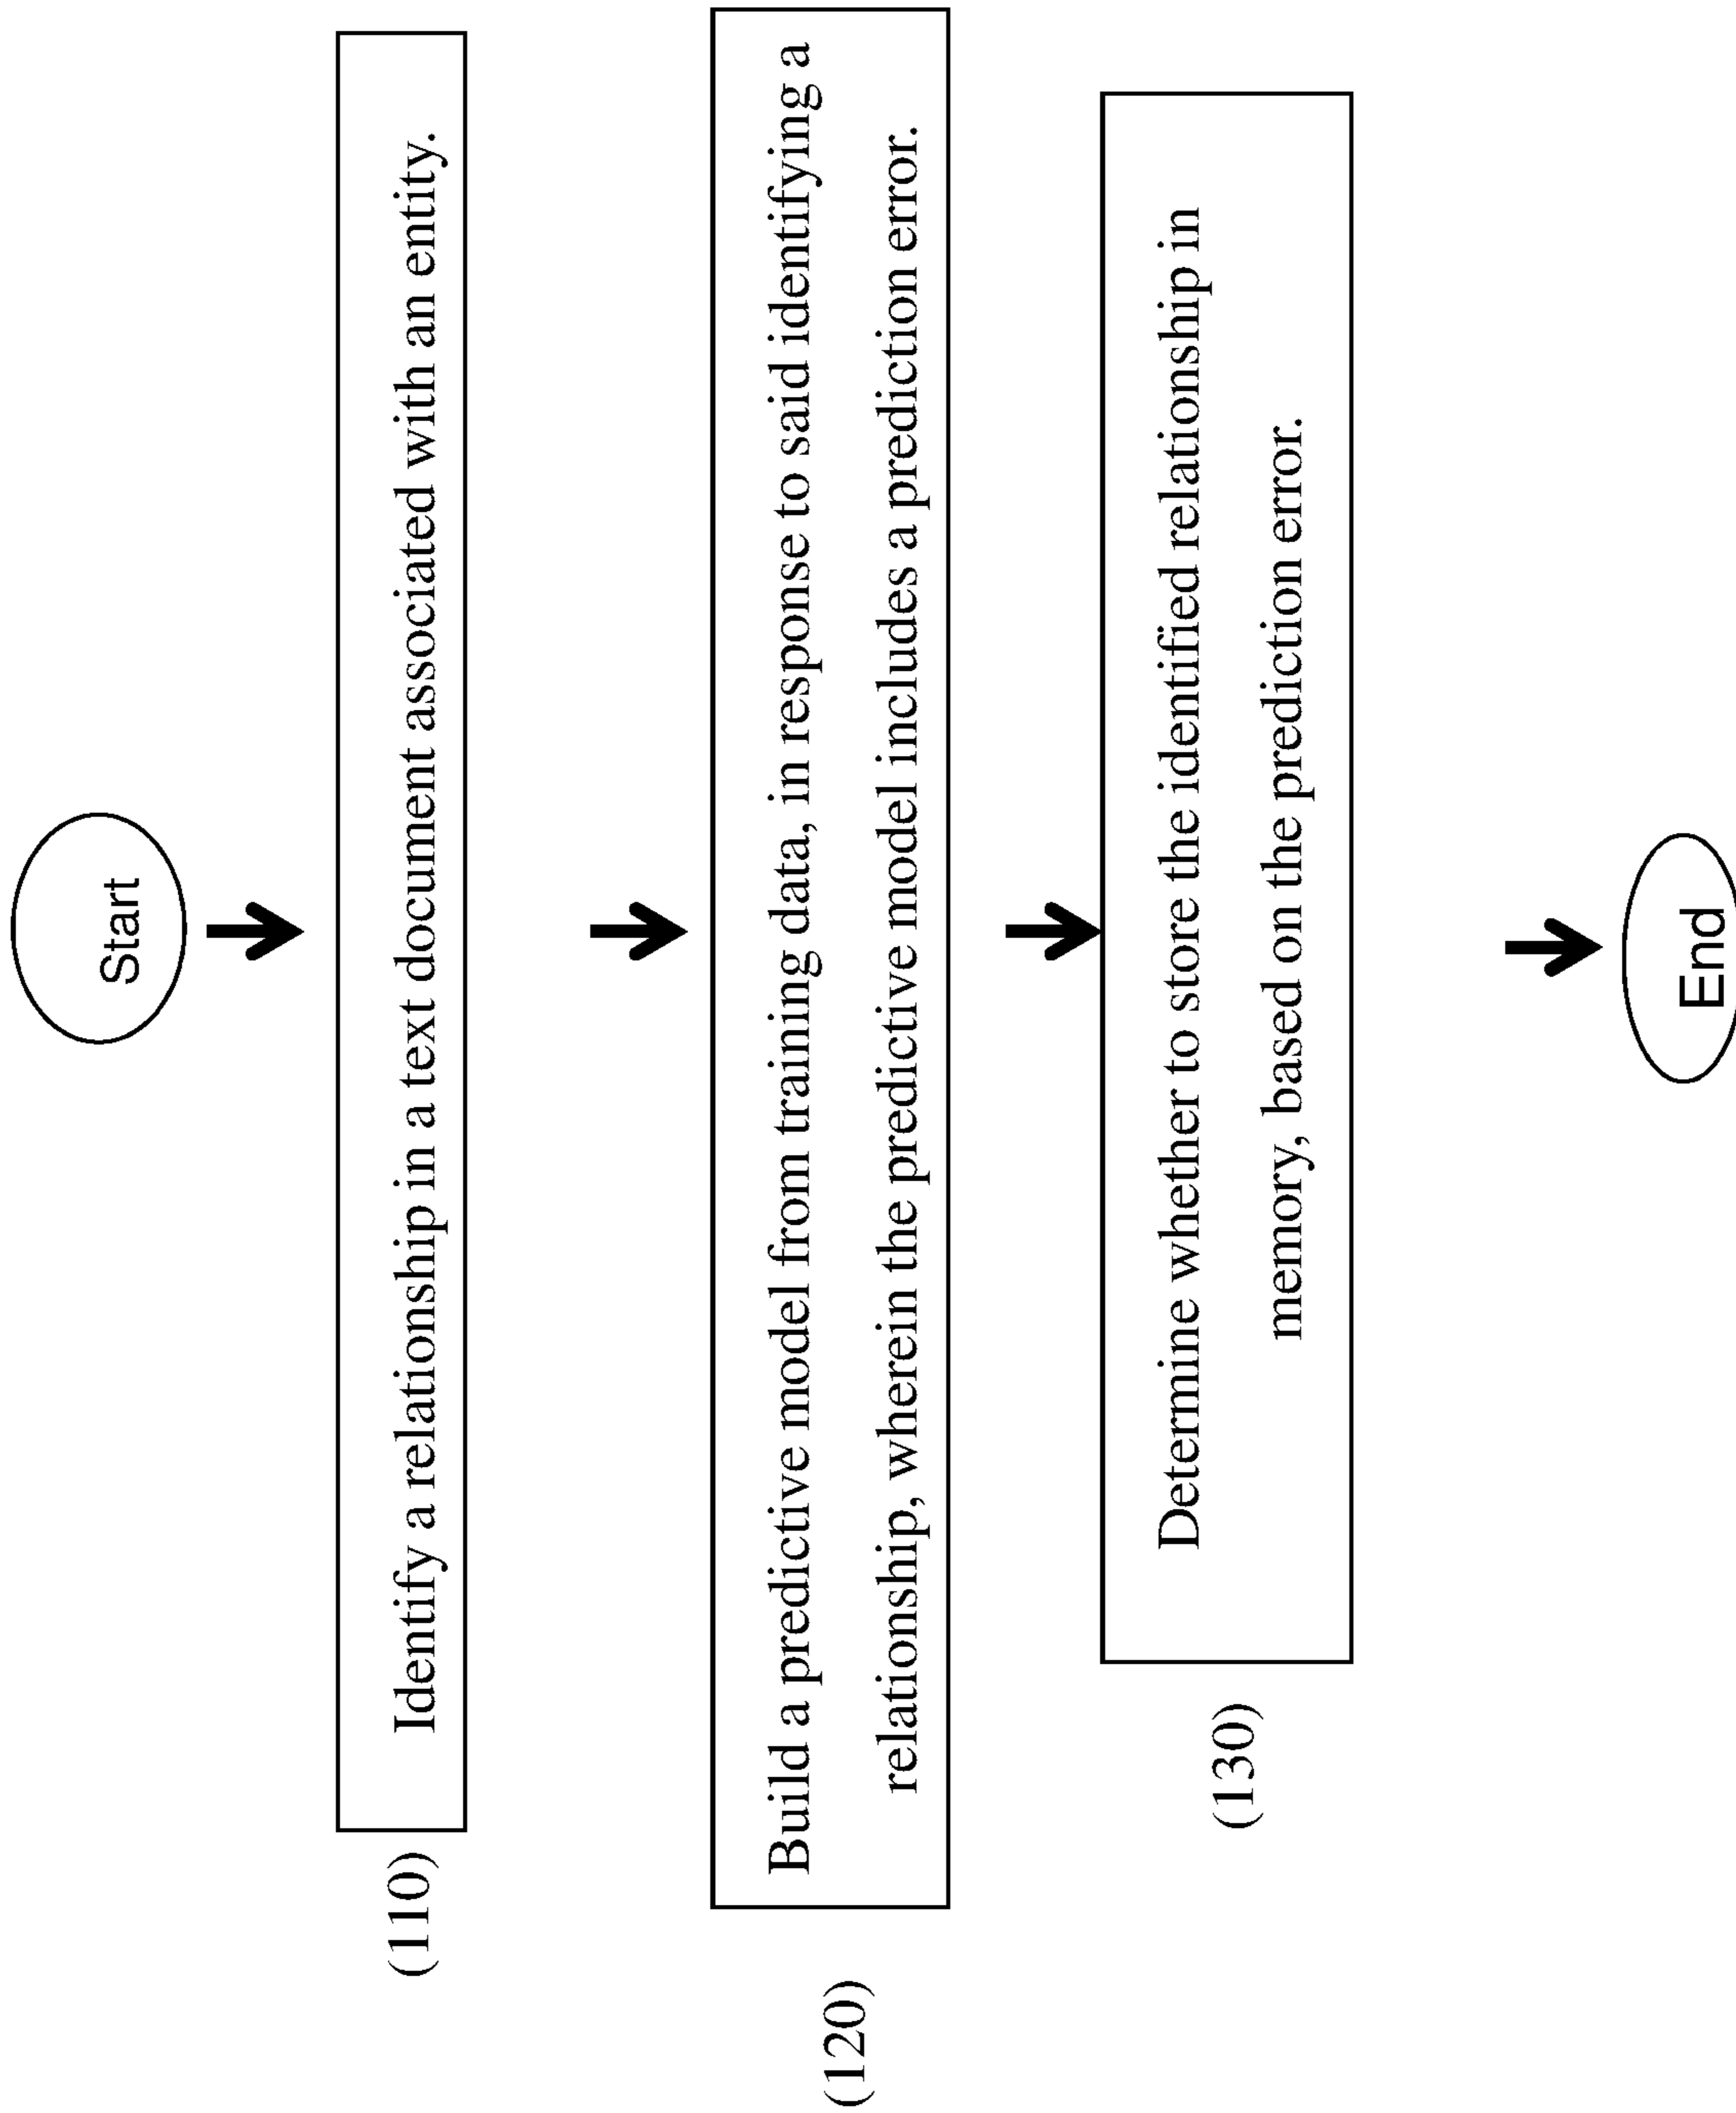 Start
(110)
Identify a relationship in a text document associated with an entity.
(120)
Build a predictive model from training data, in response to said identifying a
relationship, wherein the predictive model includes a prediction error.
(130)
Determine whether to store the identified relationship in
memory, based on the prediction error.
End